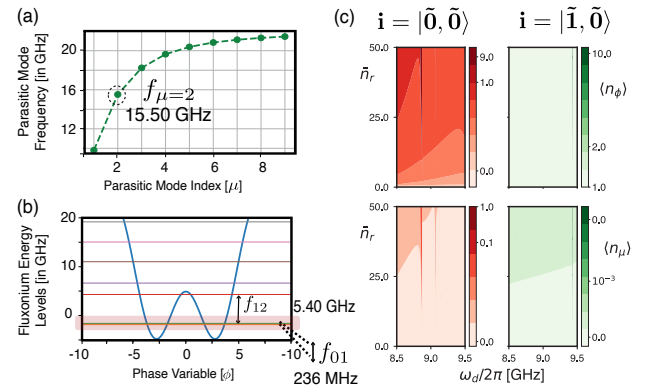 (a)
Parasitic Mode
Frequency [in GHz]
20
16
12
f_{μ=2}
15.50 GHz
2
4
6
8
Parasitic Mode Index [μ]
(b)
Fluxonium Energy
Levels [in GHz]
20
10
0
f_{12}
5.40 GHz
f_{01}
236 MHz
-10
-5
0
5
-10
Phase Variable [ϕ]
(c)
i = |0̃, 0̃⟩
i = |1̃, 0̃⟩
n̄_r
50.0
25.0
0.0
9.0
1.0
0.0
10.0
2.0
1.0
⟨n_ϕ⟩
8.5
9.0
9.5
n̄_r
50.0
25.0
0.0
1.0
0.1
0.0
0.0
10⁻³
0.0
⟨n_μ⟩
8.5
9.0
9.5
8.5
9.0
9.5
ω_d/2π [GHz]